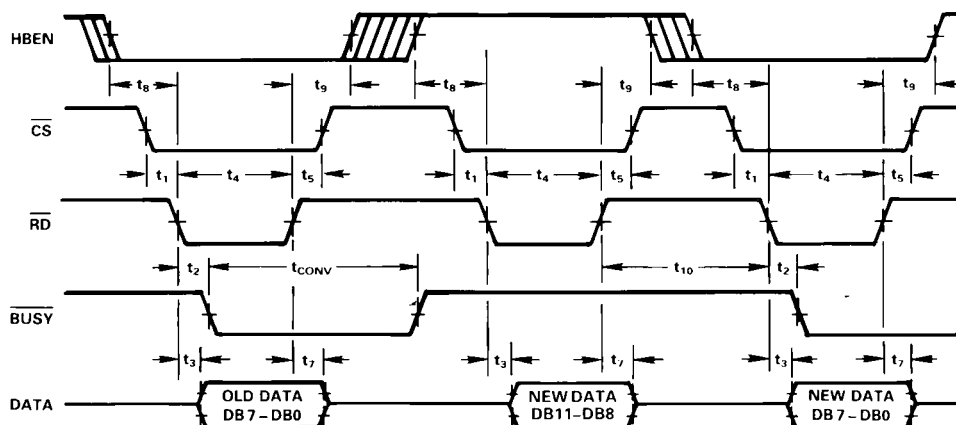 HBEN
t8 t9 t8 t9 t8 t9
CS
t1 t4 t5 t1 t4 t5 t1 t4 t5
RD
t2 tCONV t10 t2
BUSY
t3 t7 t3 t7 t3 t7
DATA
OLD DATA
DB7–DB0
NEW DATA
DB11–DB8
NEW DATA
DB7–DB0